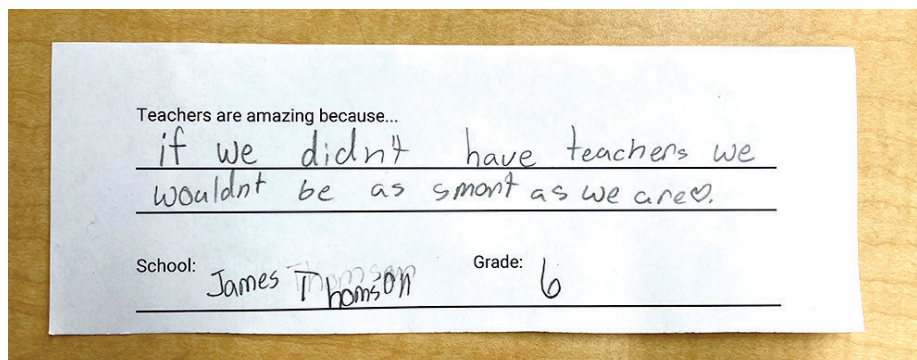 Teachers are amazing because...
if we didn't have teachers we
wouldnt be as smart as we are♡.
School: James Thomson Grade: 6